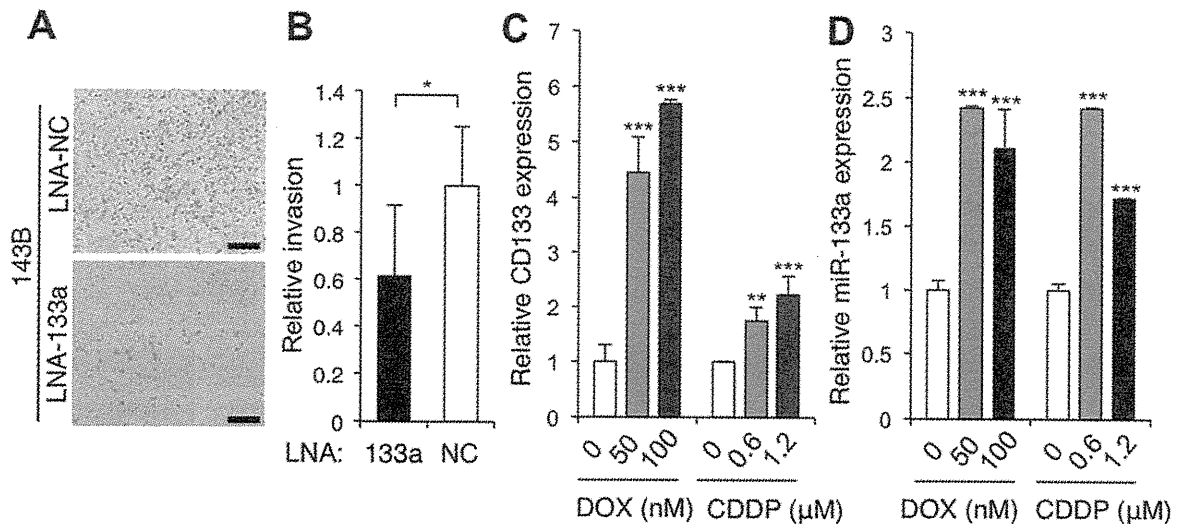 A
143B
LNA-NC
LNA-133a
B
Relative invasion
1.4
1.2
1
0.8
0.6
0.4
0.2
0
*
LNA: 133a NC
C
Relative CD133 expression
7
6
5
4
3
2
1
0
***
***
**
***
0 50 100 0 0.6 1.2
DOX (nM) CDDP (µM)
D
Relative miR-133a expression
3
2.5
2
1.5
1
0.5
0
***
***
***
***
0 50 100 0 0.6 1.2
DOX (nM) CDDP (µM)